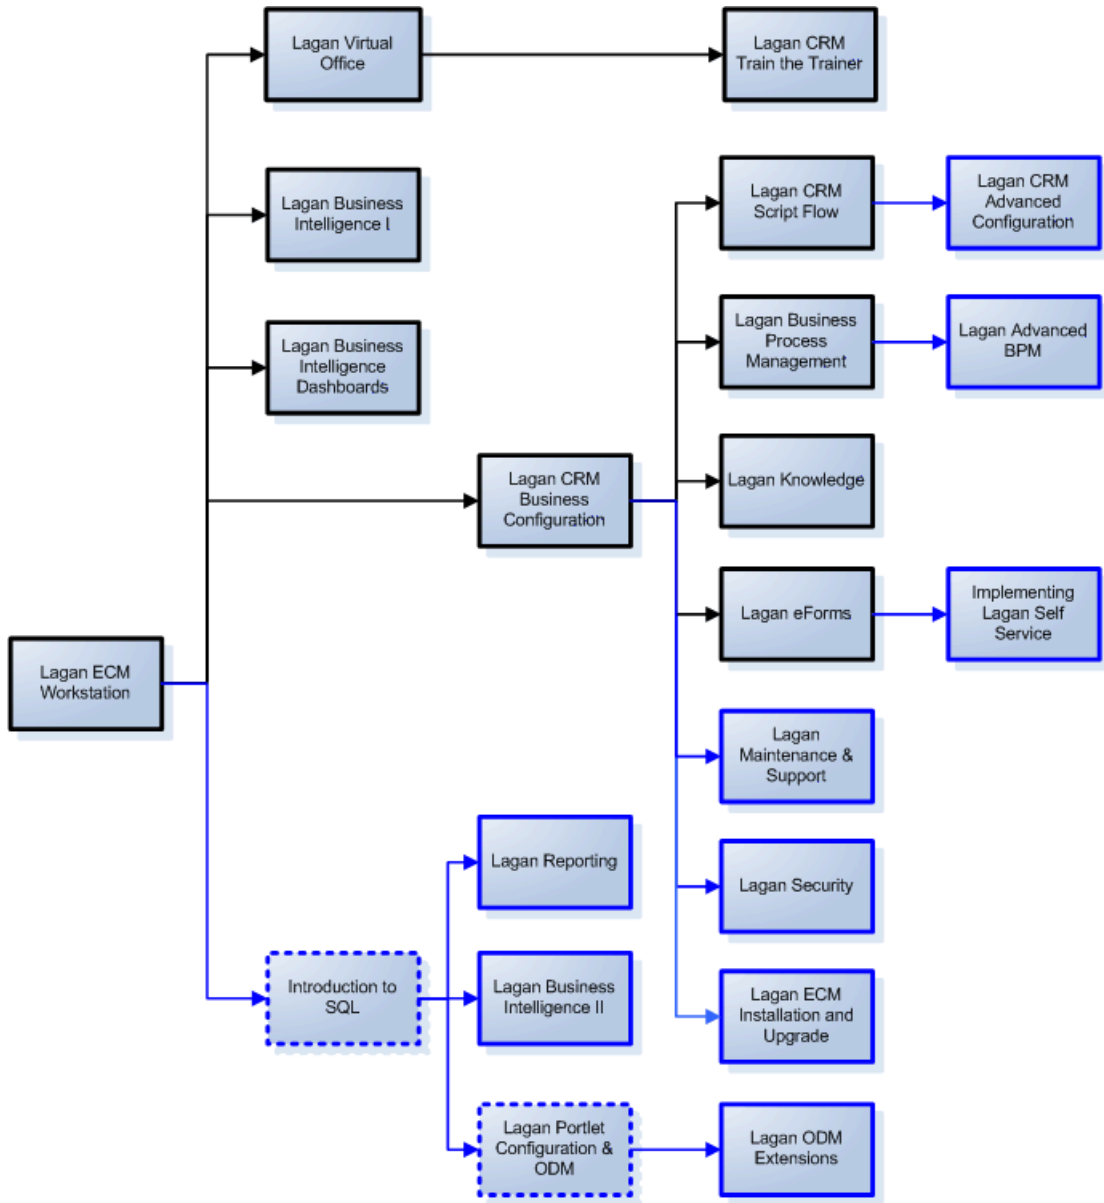 Lagan Virtual
Office
Lagan CRM
Train the Trainer
Lagan Business
Intelligence I
Lagan CRM
Script Flow
Lagan CRM
Advanced
Configuration
Lagan Business
Intelligence
Dashboards
Lagan Business
Process
Management
Lagan Advanced
BPM
Lagan CRM
Business
Configuration
Lagan Knowledge
Lagan eForms
Implementing
Lagan Self
Service
Lagan ECM
Workstation
Lagan
Maintenance &
Support
Lagan Reporting
Lagan Security
Introduction to
SQL
Lagan Business
Intelligence II
Lagan ECM
Installation and
Upgrade
Lagan Portlet
Configuration &
ODM
Lagan ODM
Extensions